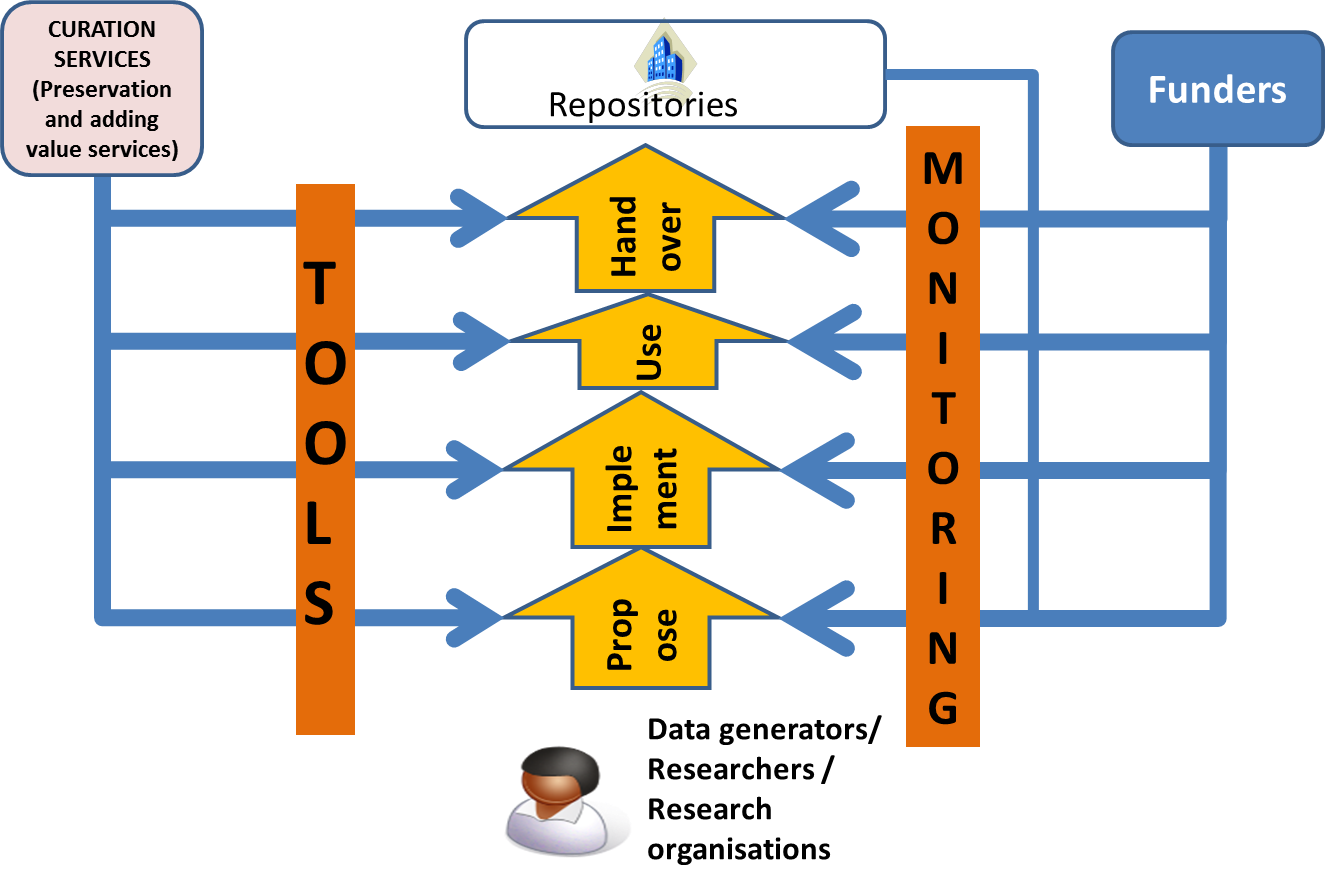 CURATION
SERVICES
(Preservation
and adding
value services)
Repositories
Funders
TOOLS
MONITORING
Hand
over
Use
Imple
ment
Prop
ose
Data generators/
Researchers /
Research
organisations